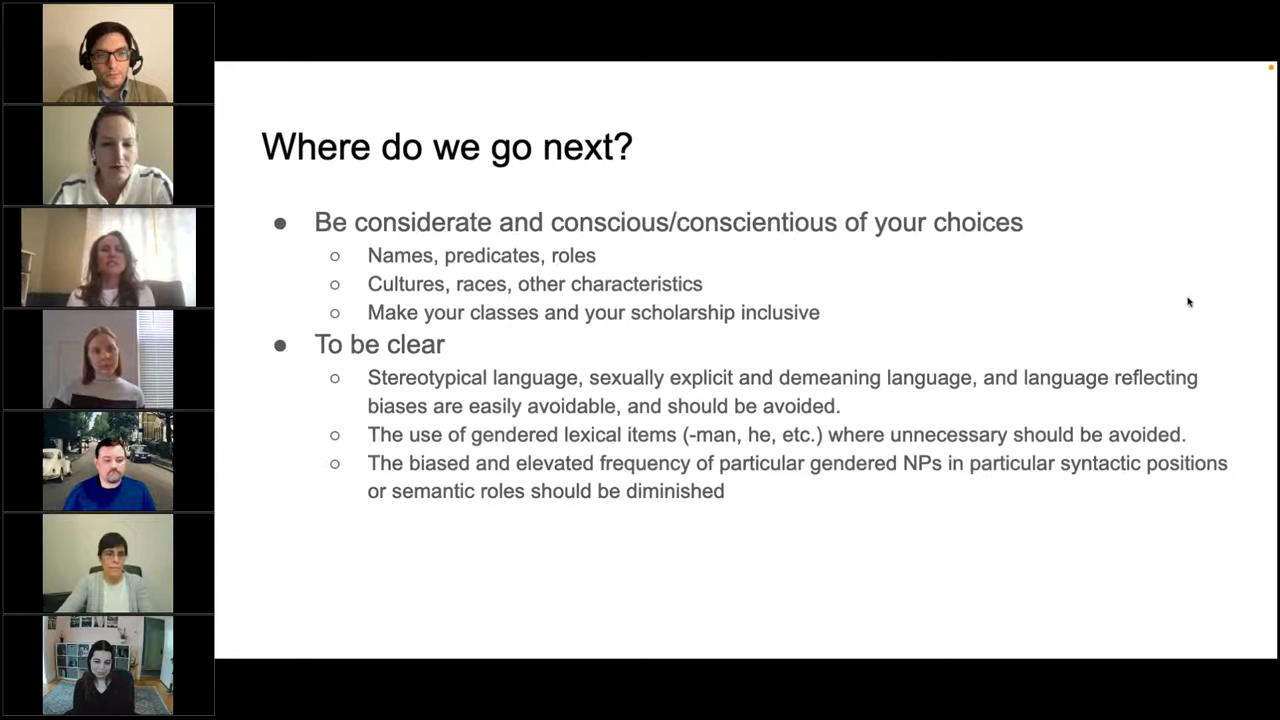 Where do we go next?
● Be considerate and conscious/conscientious of your choices
○ Names, predicates, roles
○ Cultures, races, other characteristics
○ Make your classes and your scholarship inclusive
● To be clear
○ Stereotypical language, sexually explicit and demeaning language, and language reflecting
biases are easily avoidable, and should be avoided.
○ The use of gendered lexical items (-man, he, etc.) where unnecessary should be avoided.
○ The biased and elevated frequency of particular gendered NPs in particular syntactic positions
or semantic roles should be diminished